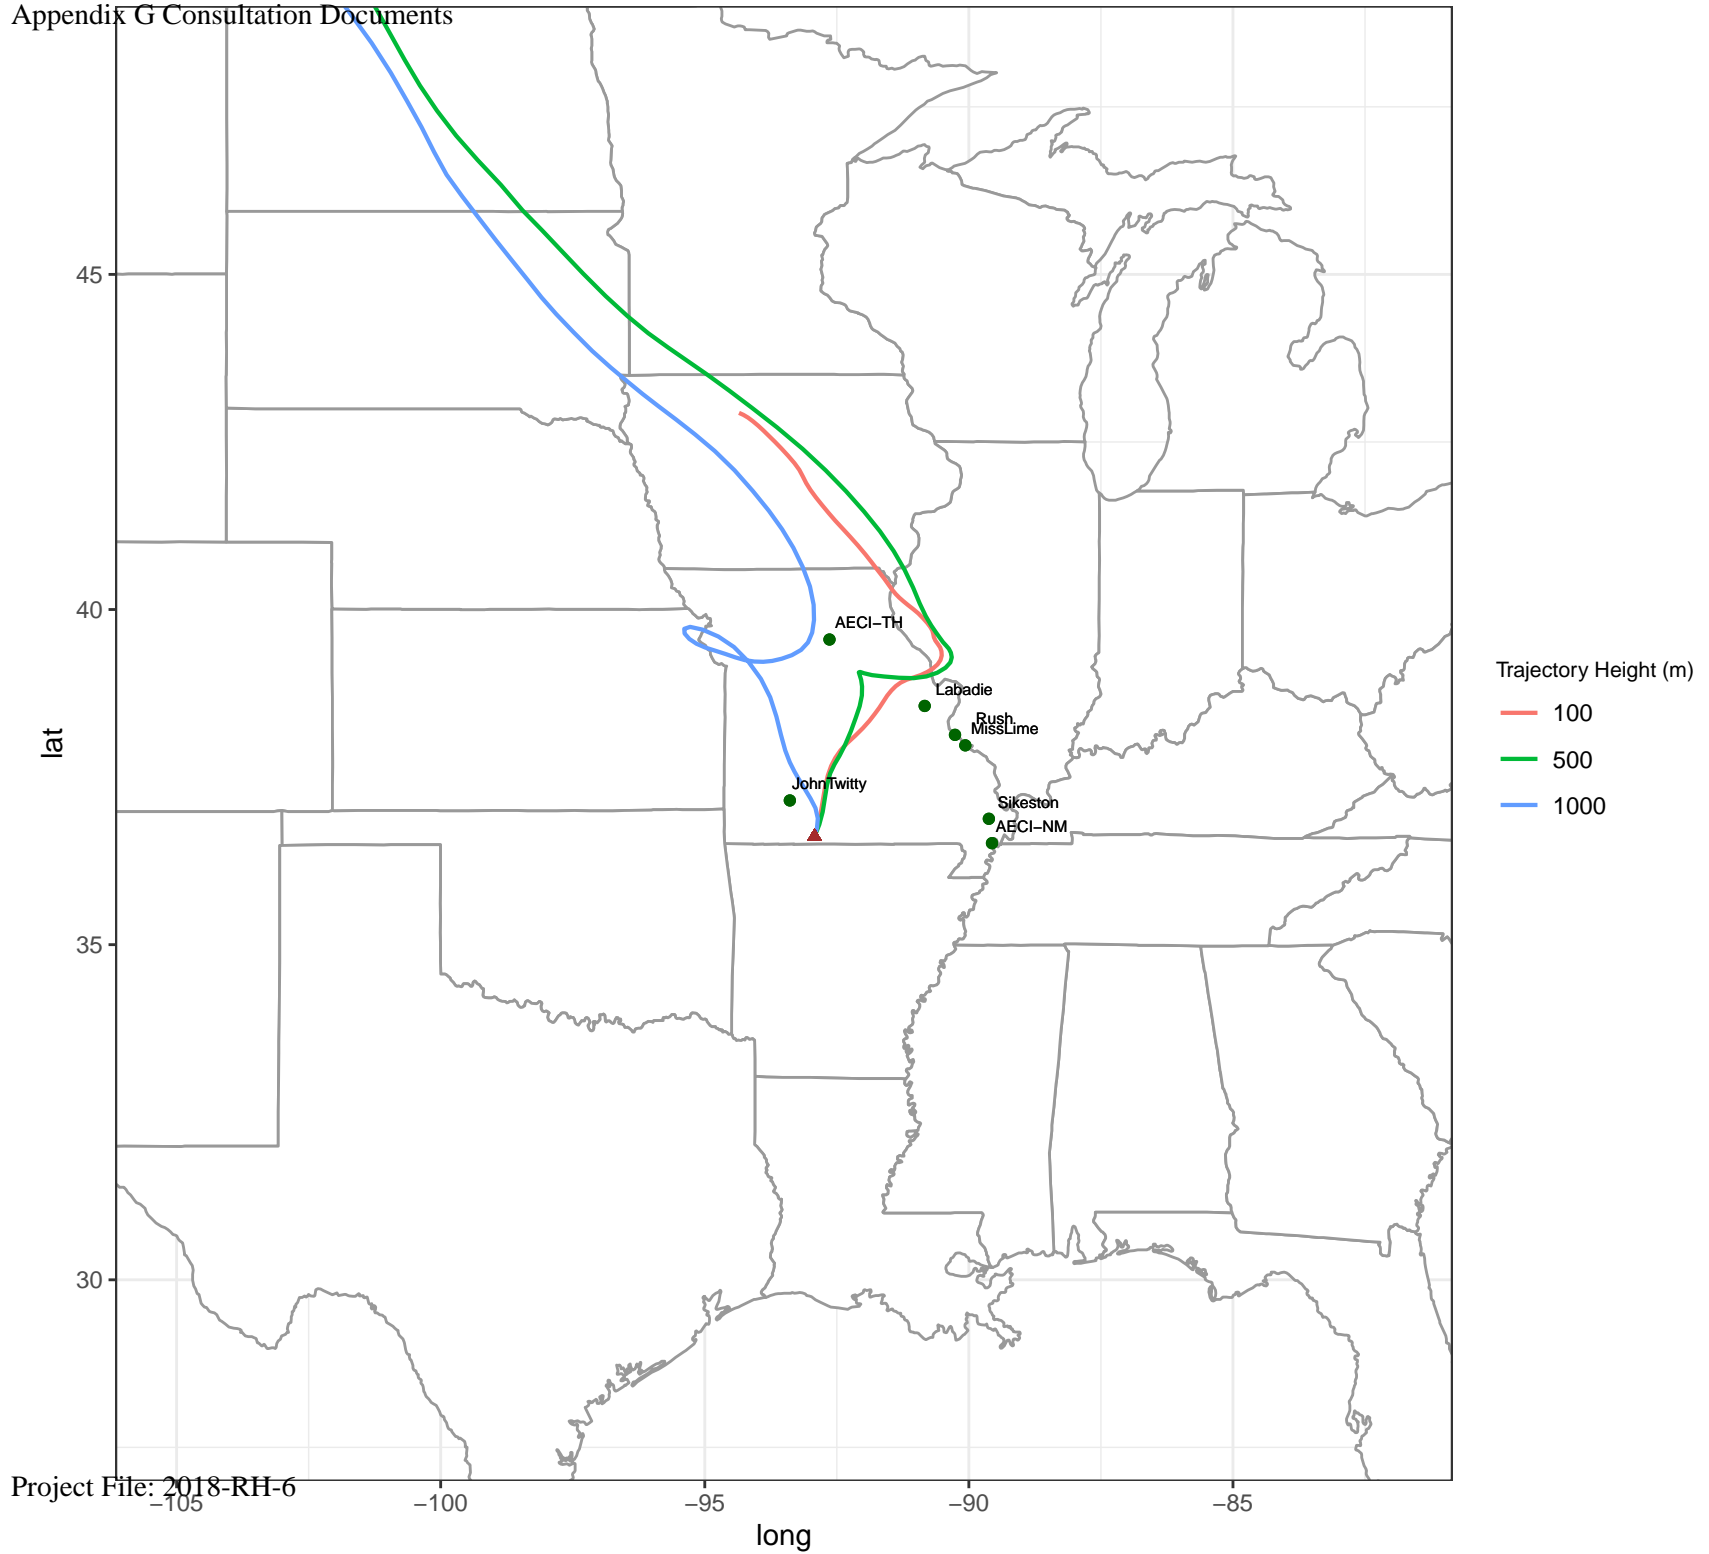 Appendix G Consultation Documents
45
40
35
30
lat
AECI−TH
Labadie
Rush
MissLime
JohnTwitty
Sikeston
AECI−NM
Trajectory Height (m)
100
500
1000
Project File: 2018-RH-6
−105
−100
−95
−90
−85
long